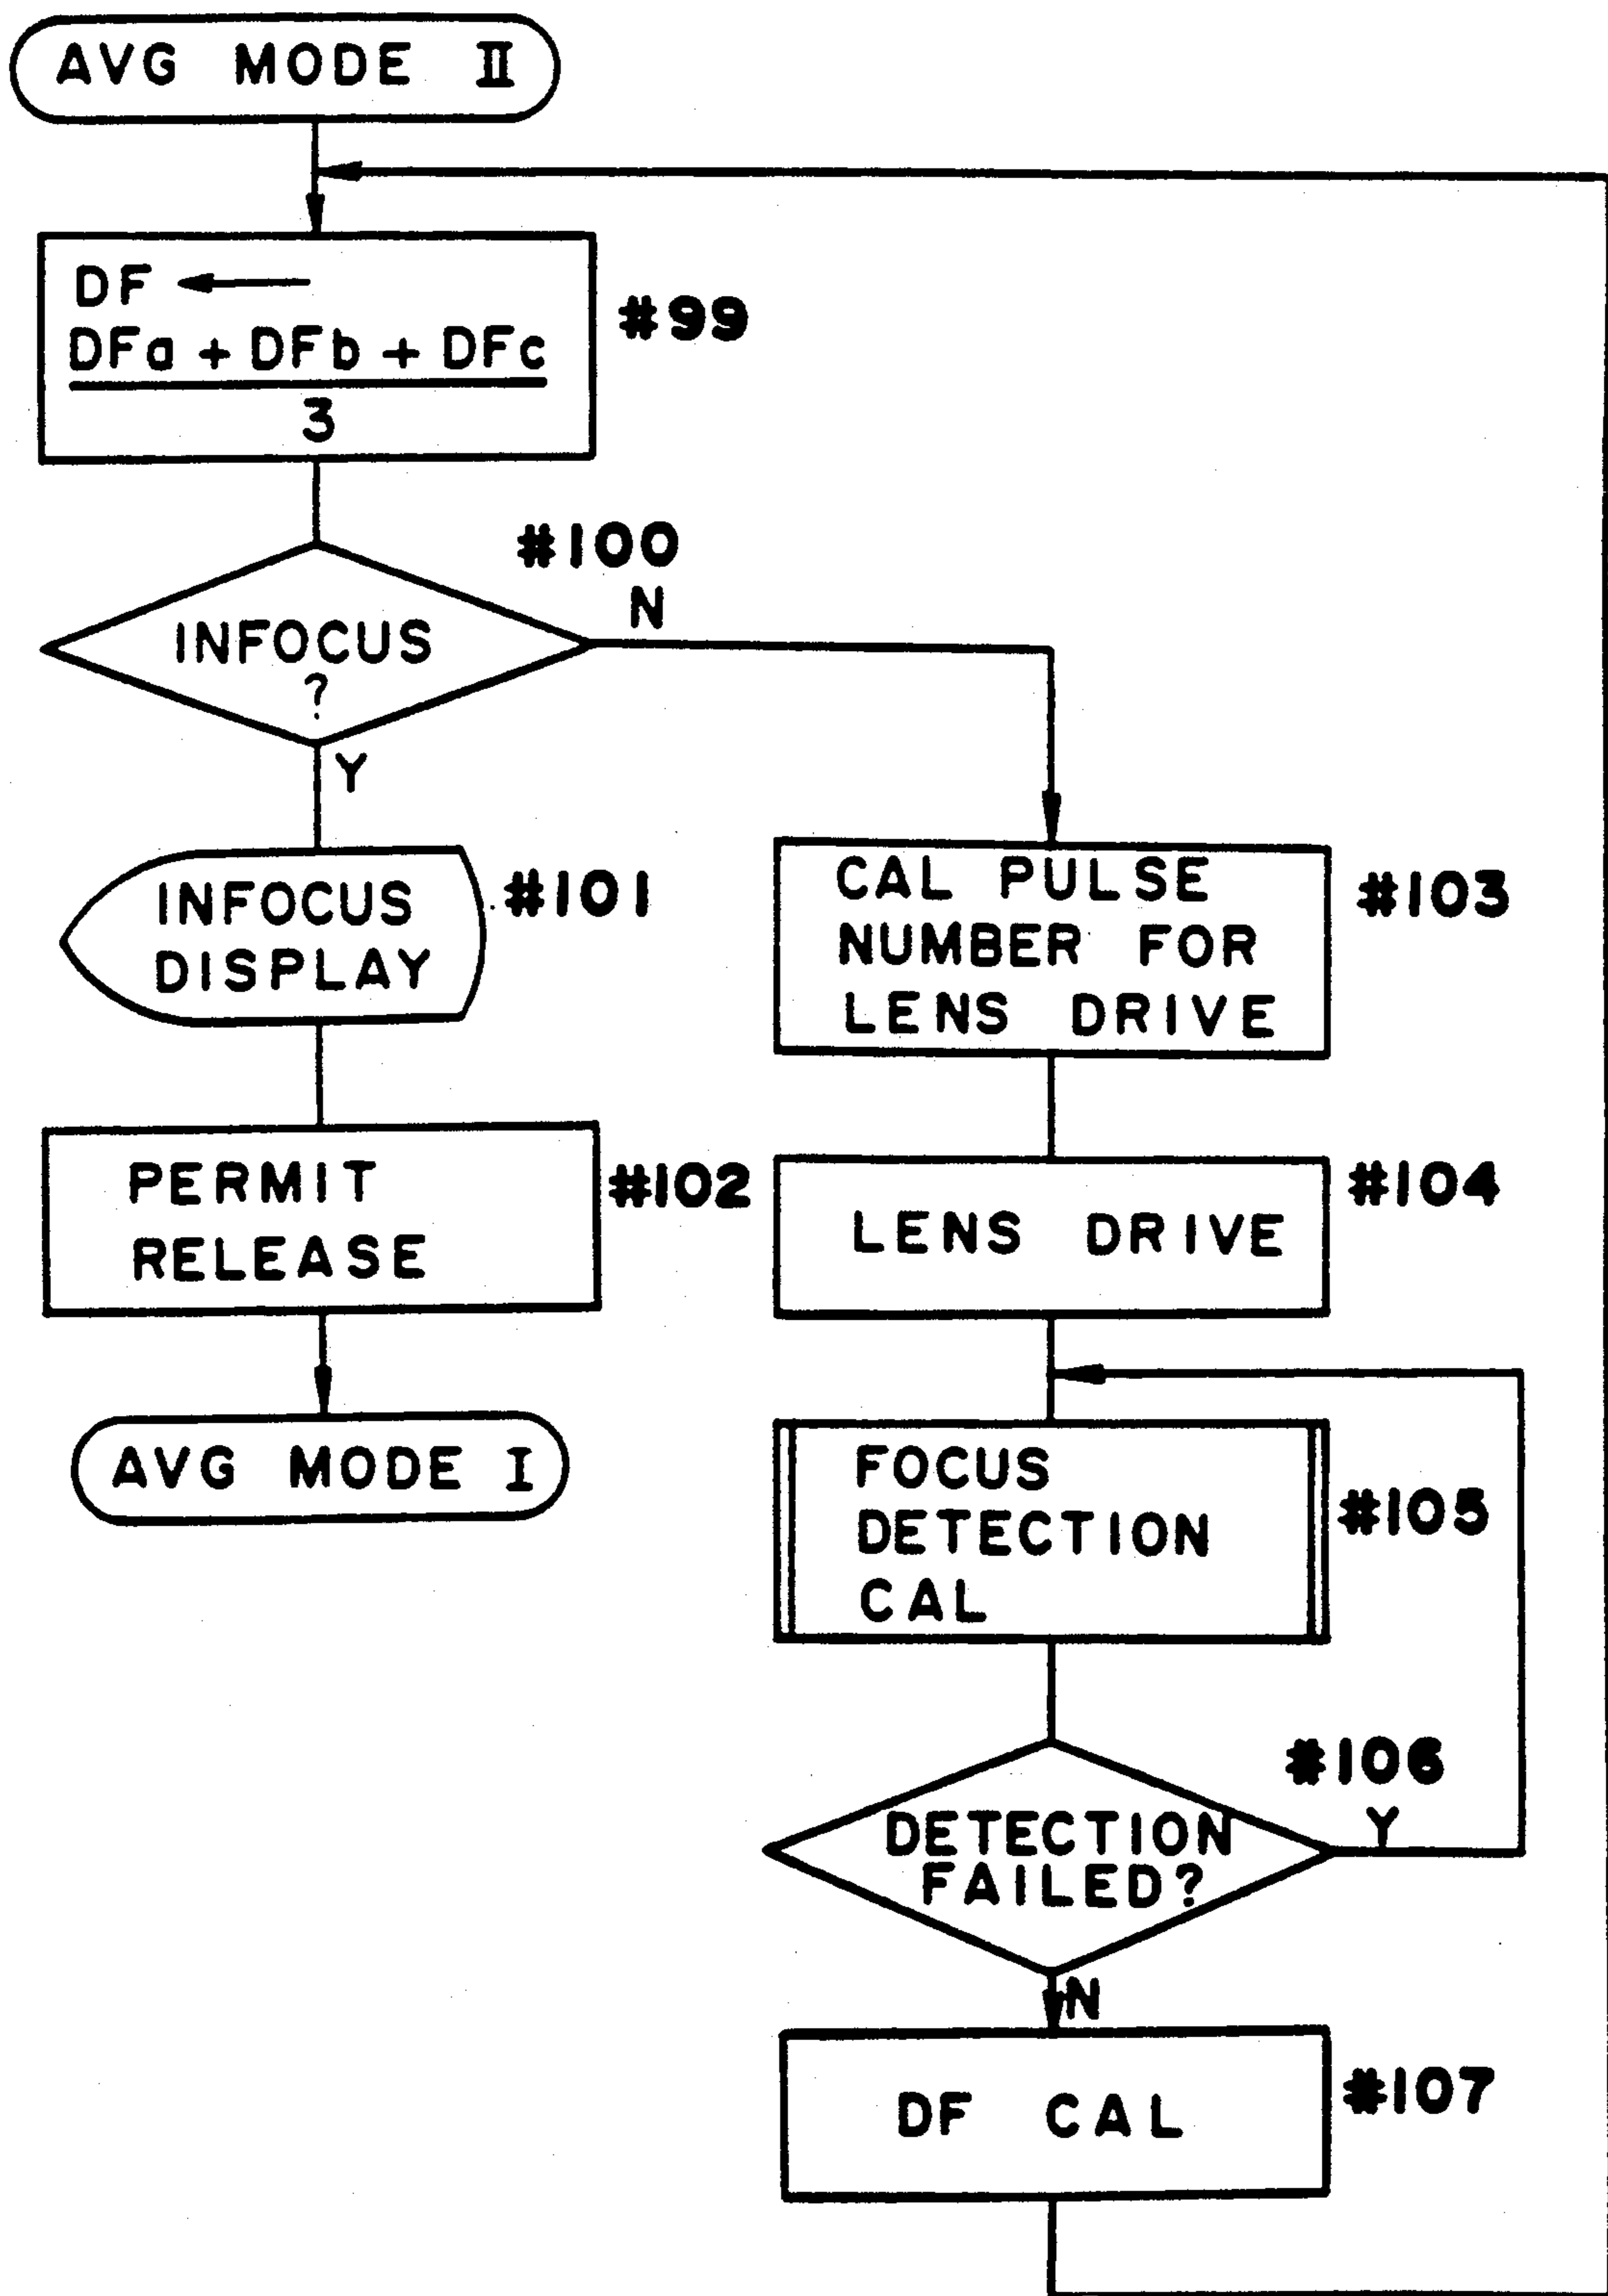 AVG MODE II
DF ←
DFa + DFb + DFc
3
#99
#100
N
INFOCUS
?
Y
INFOCUS
DISPLAY
#101
PERMIT
RELEASE
#102
AVG MODE I
CAL PULSE
NUMBER FOR
LENS DRIVE
#103
LENS DRIVE
#104
FOCUS
DETECTION
CAL
#105
#106
Y
DETECTION
FAILED?
N
DF CAL
#107